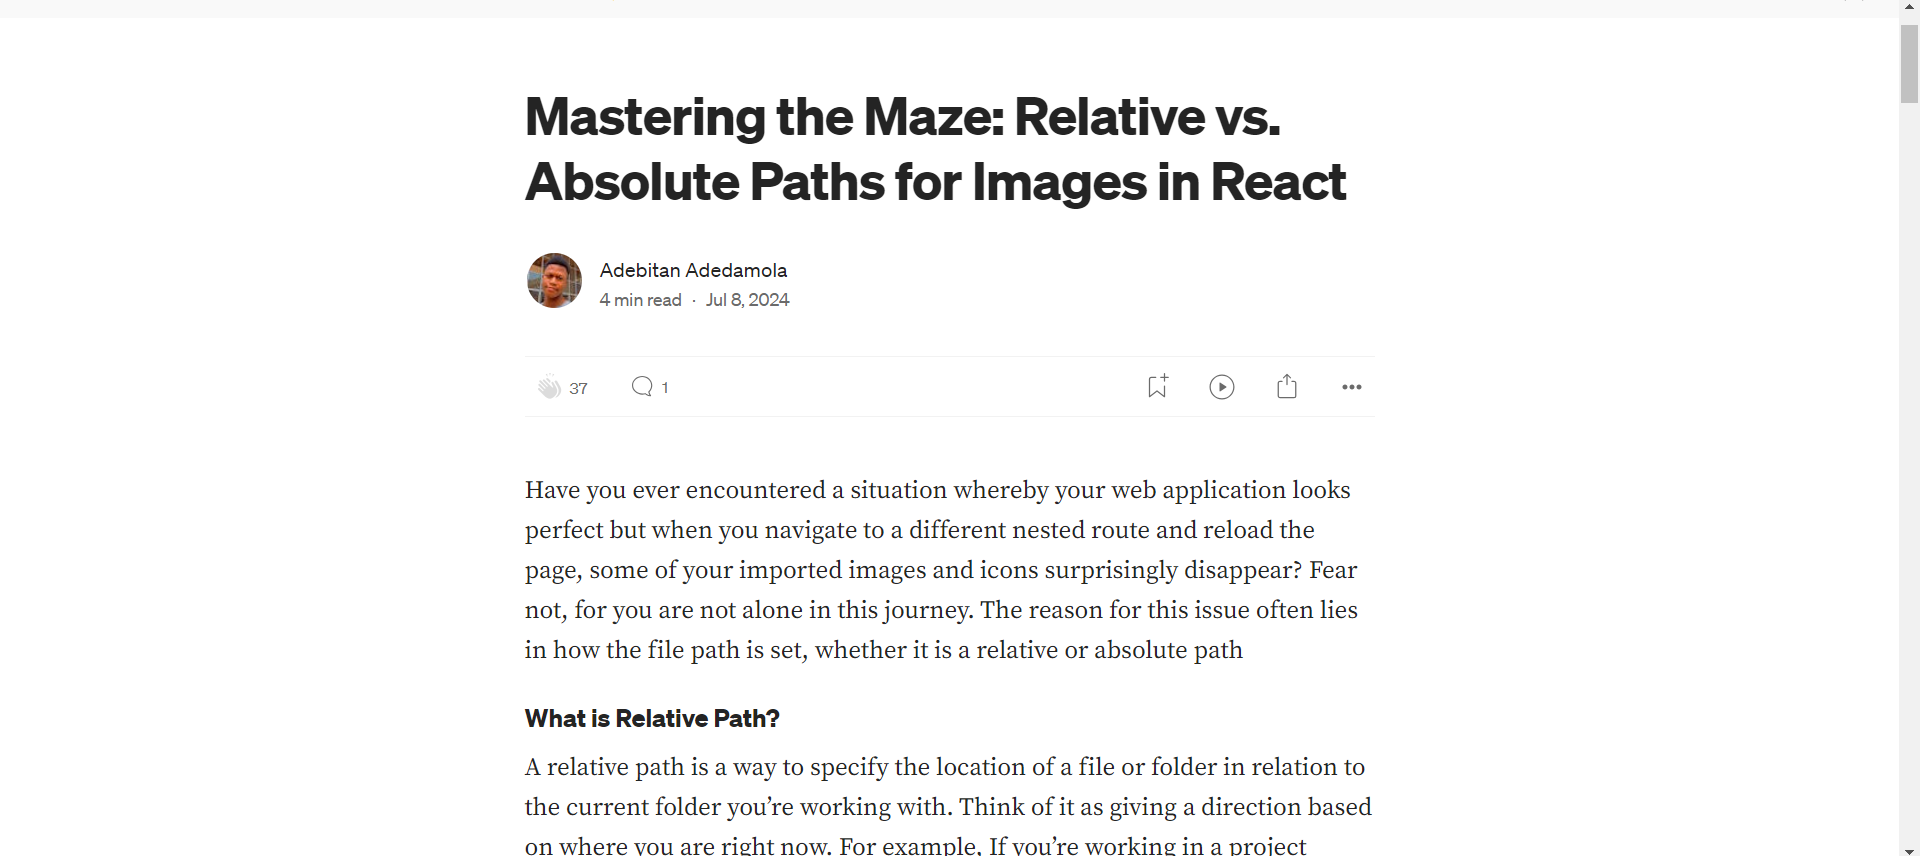 Mastering the Maze: Relative vs.
Absolute Paths for Images in React
Adebitan Adedamola
4 min read · Jul 8, 2024
37 1
Have you ever encountered a situation whereby your web application looks
perfect but when you navigate to a different nested route and reload the
page, some of your imported images and icons surprisingly disappear? Fear
not, for you are not alone in this journey. The reason for this issue often lies
in how the file path is set, whether it is a relative or absolute path
What is Relative Path?
A relative path is a way to specify the location of a file or folder in relation to
the current folder you’re working with. Think of it as giving a direction based
on where you are right now. For example, If you’re working in a project